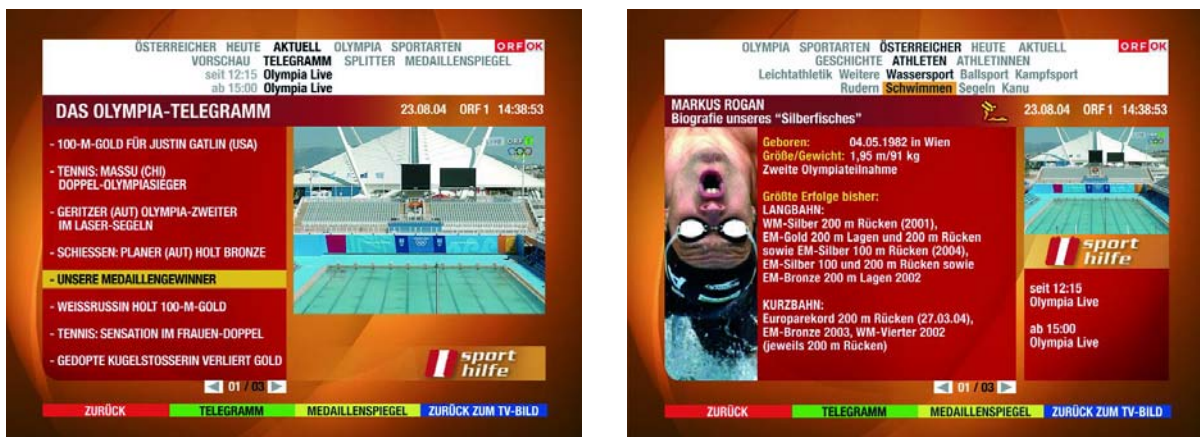 ÖSTERREICHER HEUTE AKTUELL OLYMPIA SPORTARTEN
ORF OK
VORSCHAU TELEGRAMM SPLITTER MEDAILLENSPIEGEL
seit 12:15 Olympia Live
ab 15:00 Olympia Live
DAS OLYMPIA-TELEGRAMM
23.08.04 ORF 1 14:38:53
- 100-M-GOLD FÜR JUSTIN GATLIN (USA)
- TENNIS: MASSU (CHI)
DOPPEL-OLYMPIASIEGER
- GERITZER (AUT) OLYMPIA-ZWEITER
IM LASER-SEGELN
- SCHIESSEN: PLANER (AUT) HOLT BRONZE
- UNSERE MEDAILLENGEWINNER
- WEISSRUSSIN HOLT 100-M-GOLD
- TENNIS: SENSATION IM FRAUEN-DOPPEL
- GEDOPTE KUGELSTOSSERIN VERLIERT GOLD
sport
hilfe
01 / 03
ZURÜCK TELEGRAMM MEDAILLENSPIEGEL ZURÜCK ZUM TV-BILD
OLYMPIA SPORTARTEN ÖSTERREICHER HEUTE AKTUELL
ORF OK
GESCHICHTE ATHLETEN ATHLETINNEN
Leichtathletik Weitere Wassersport Ballsport Kampfsport
Rudern Schwimmen Segeln Kanu
MARKUS ROGAN
Biografie unseres "Silberfisches"
23.08.04 ORF 1 14:38:53
Geboren: 04.05.1982 in Wien
Größe/Gewicht: 1,95 m/91 kg
Zweite Olympiateilnahme
Größte Erfolge bisher:
LANGBAHN:
WM-Silber 200 m Rücken (2001),
EM-Gold 200 m Lagen und 200 m Rücken
sowie EM-Silber 100 m Rücken (2004),
EM-Silber 100 und 200 m Rücken sowie
EM-Bronze 200 m Lagen 2002
KURZBAHN:
Europarekord 200 m Rücken (27.03.04),
EM-Bronze 2003, WM-Vierter 2002
(jeweils 200 m Rücken)
sport
hilfe
seit 12:15
Olympia Live
ab 15:00
Olympia Live
01 / 03
ZURÜCK TELEGRAMM MEDAILLENSPIEGEL ZURÜCK ZUM TV-BILD